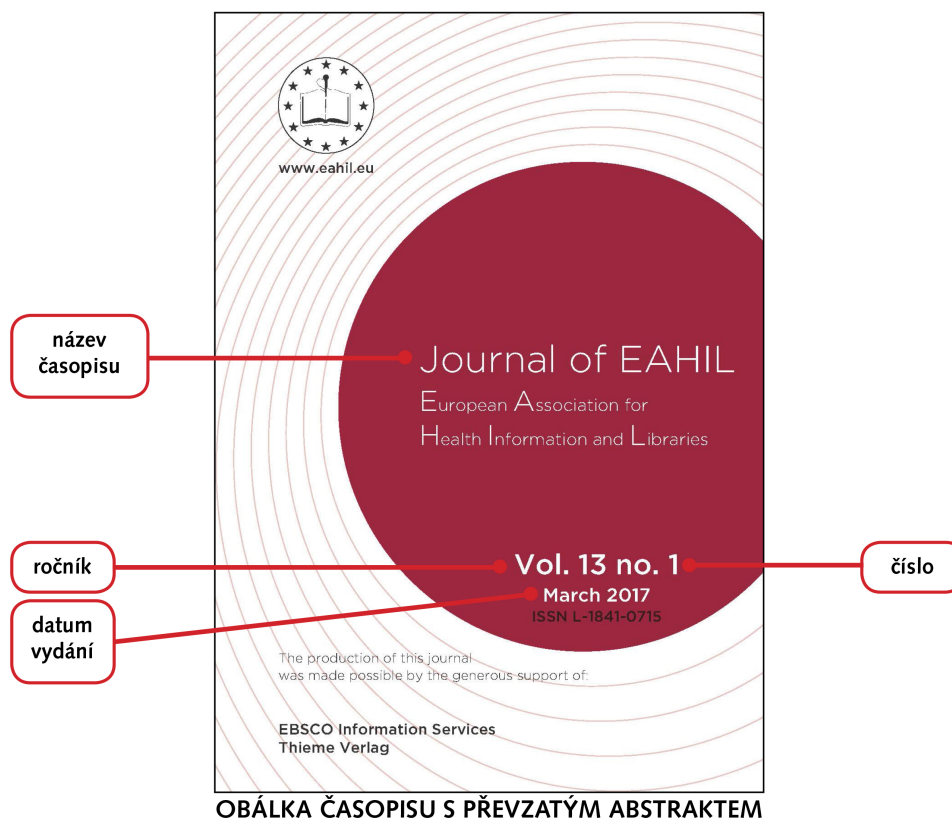 www.eahil.eu
název
časopisu
Journal of EAHIL
European Association for
Health Information and Libraries
ročník
Vol. 13 no. 1
číslo
datum
vydání
March 2017
ISSN L-1841-0715
The production of this journal
was made possible by the generous support of:
EBSCO Information Services
Thieme Verlag
OBÁLKA ČASOPISU S PŘEVZATÝM ABSTRAKTEM